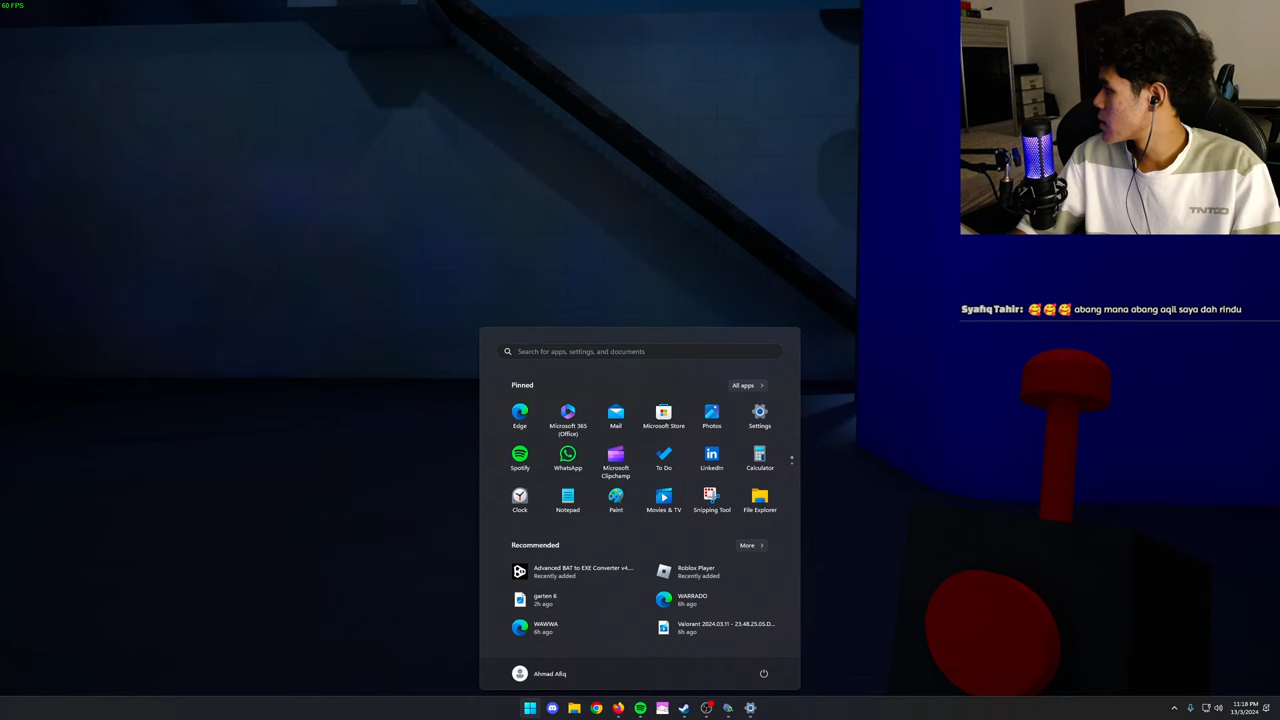 60 FPS
TNTCO
Syafiq Tahir: 🥰 🥰 🥰 abang mana abang aqil saya dah rindu
Search for apps, settings, and documents
Pinned
All apps
Edge
Microsoft 365
(Office)
Mail
Microsoft Store
Photos
Settings
Spotify
WhatsApp
Microsoft
Clipchamp
To Do
LinkedIn
Calculator
Clock
Notepad
Paint
Movies & TV
Snipping Tool
File Explorer
Recommended
More
Advanced BAT to EXE Converter v4....
Recently added
Roblox Player
Recently added
garten 6
2h ago
WARRADO
6h ago
WAWWA
6h ago
Valorant 2024.03.11 - 23.48.25.05.D...
6h ago
Ahmad Afiq
11:18 PM
13/3/2024